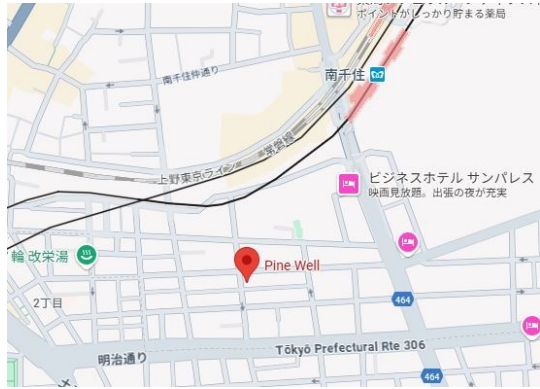 ポイントがしっかり貯まる薬局
南千住仲通り
南千住
常磐線
上野東京ライン
ビジネスホテル サンパレス
映画見放題。出張の夜が充実
輪 改栄湯
Pine Well
464
2丁目
明治通り
Tōkyō Prefectural Rte 306
464